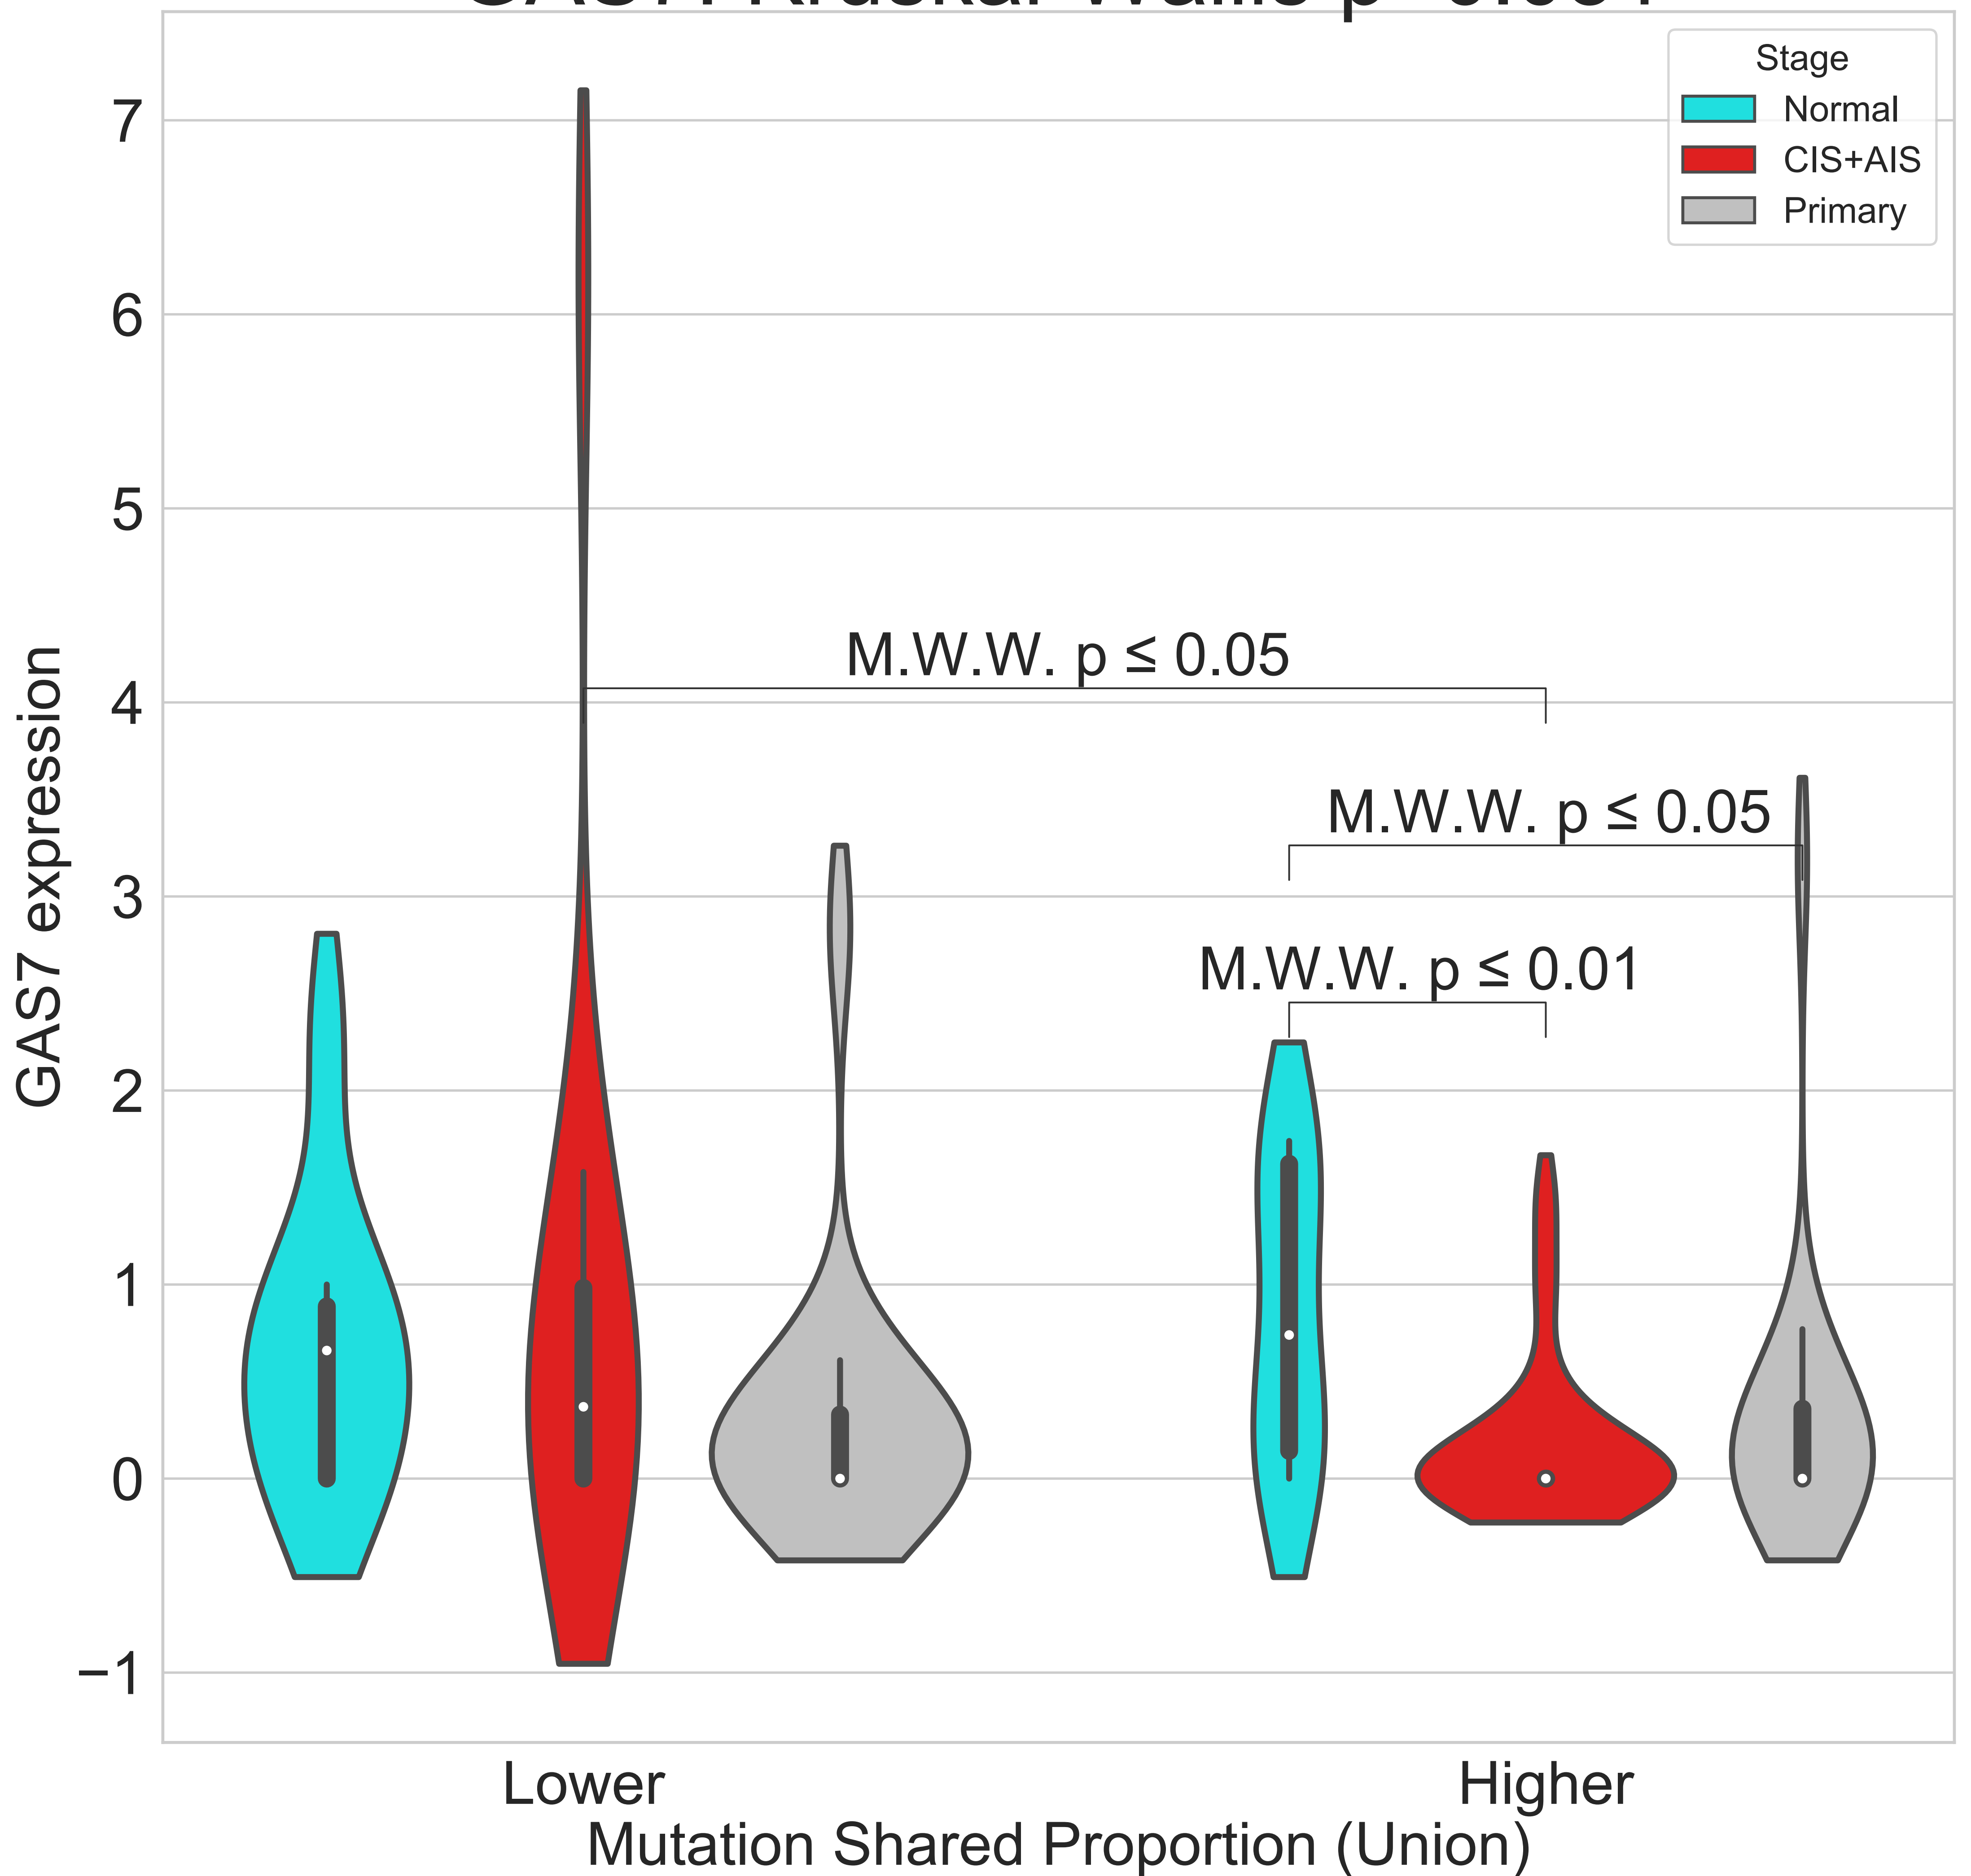 Stage
Normal
CIS+AIS
Primary
7
6
5
4
3
2
1
0
−1
GAS7 expression
M.W.W. p ≤ 0.05
M.W.W. p ≤ 0.05
M.W.W. p ≤ 0.01
Lower
Higher
Mutation Shared Proportion (Union)